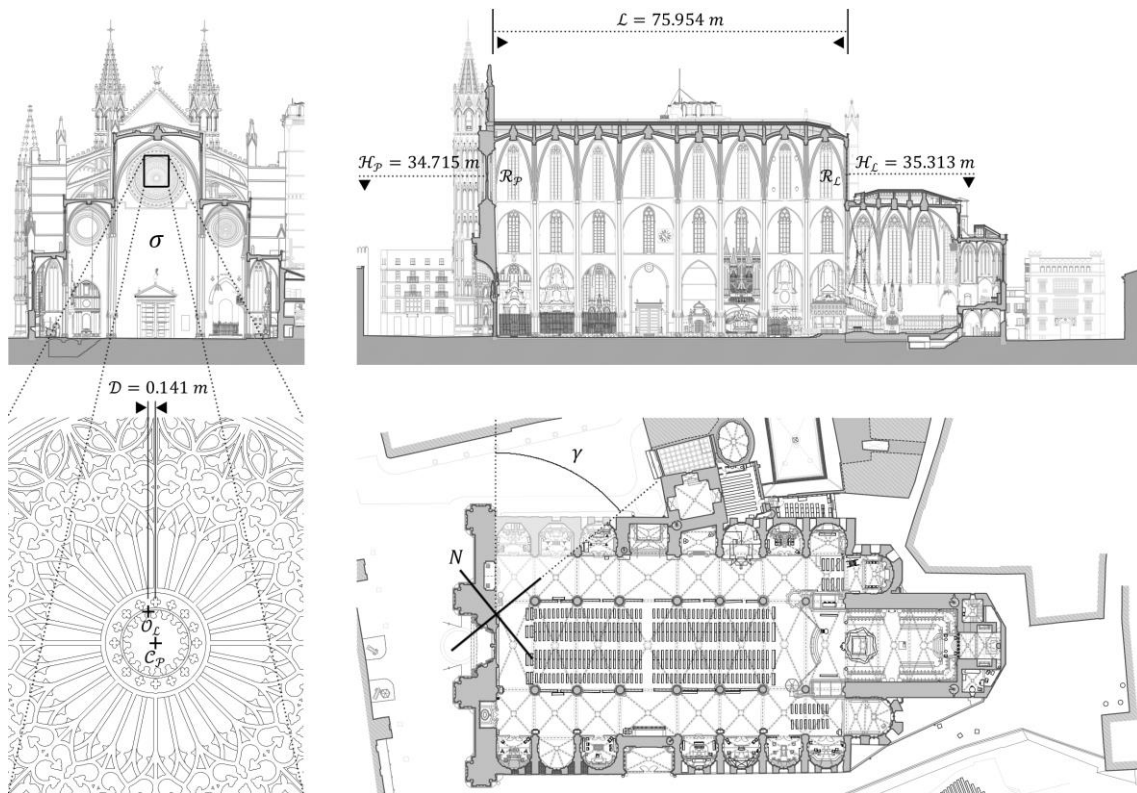 ℒ = 75.954 m
ℋ𝒫 = 34.715 m
ℛ𝒫
ℛℒ
ℋℒ = 35.313 m
σ
𝒟 = 0.141 m
𝒪ℒ
𝒞𝒫
γ
N